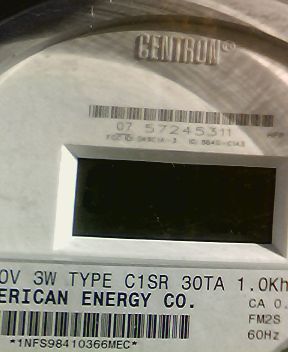 CENTRON®
07 57245311
0V 3W TYPE C1SR 30TA 1.0Kh
ERICAN ENERGY CO.
CA 0.
FM2S
60Hz
*1NFS98410366MEC*